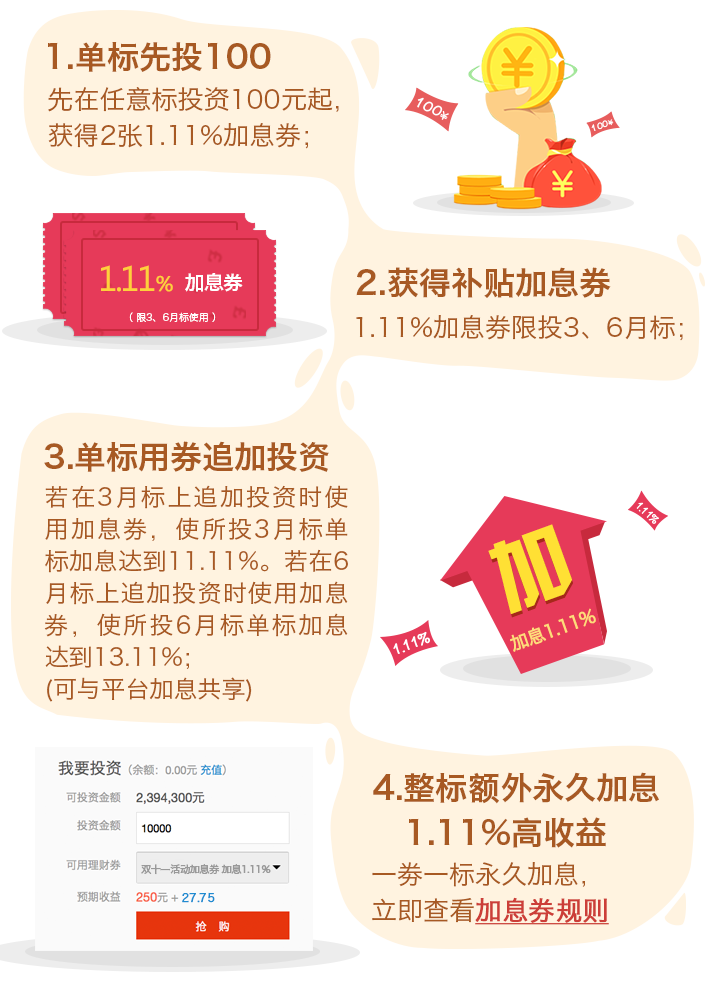 1.单标先投100
先在任意标投资100元起，
获得2张1.11%加息券；
100¥
100¥
1.11% 加息券
（ 限3、6月标使用 ）
2.获得补贴加息券
1.11%加息券限投3、6月标；
3.单标用券追加投资
若在3月标上追加投资时使
用加息券，使所投3月标单
标加息达到11.11%。若在6
月标上追加投资时使用加息
券，使所投6月标单标加息
达到13.11%；
(可与平台加息共享)
1.11%
加
加息1.11%
1.11%
我要投资（余额：0.00元 充值）
可投资金额 2,394,300元
投资金额 10000
可用理财券 双十一活动加息券 加息1.11%
预期收益 250元 + 27.75
抢 购
4.整标额外永久加息
1.11%高收益
一券一标永久加息，
立即查看加息券规则